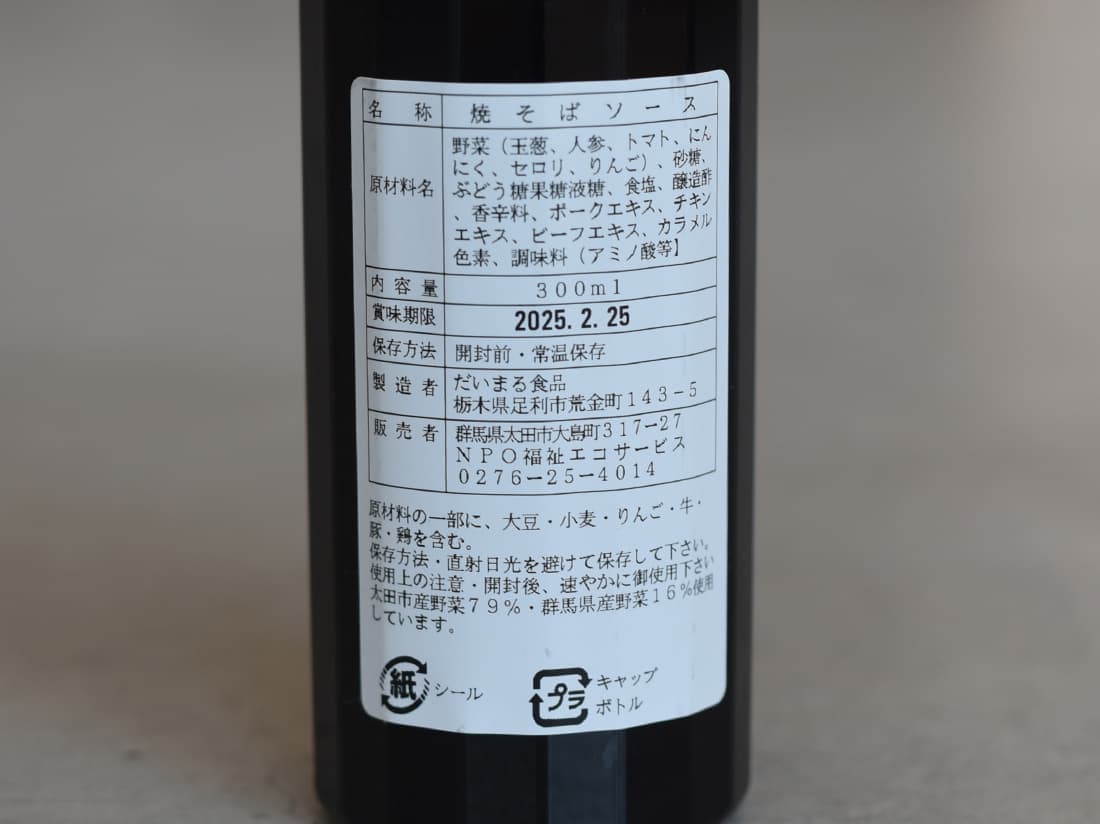 名称 焼そばソース
原材料名 野菜（玉葱、人参、トマト、にん
にく、セロリ、りんご）、砂糖、
ぶどう糖果糖液糖、食塩、醸造酢
、香辛料、ポークエキス、チキン
エキス、ビーフエキス、カラメル
色素、調味料（アミノ酸等】
内容量 300ml
賞味期限 2025. 2. 25
保存方法 開封前・常温保存
製造者 だいまる食品
栃木県足利市荒金町143-5
販売者 群馬県太田市大島町317-27
NPO福祉エコサービス
0276-25-4014
原材料の一部に、大豆・小麦・りんご・牛・
豚・鶏を含む。
保存方法・直射日光を避けて保存して下さい。
使用上の注意・開封後、速やかに御使用下さい
太田市産野菜79%・群馬県産野菜16%使用
しています。
紙 シール
プラ キャップ
ボトル